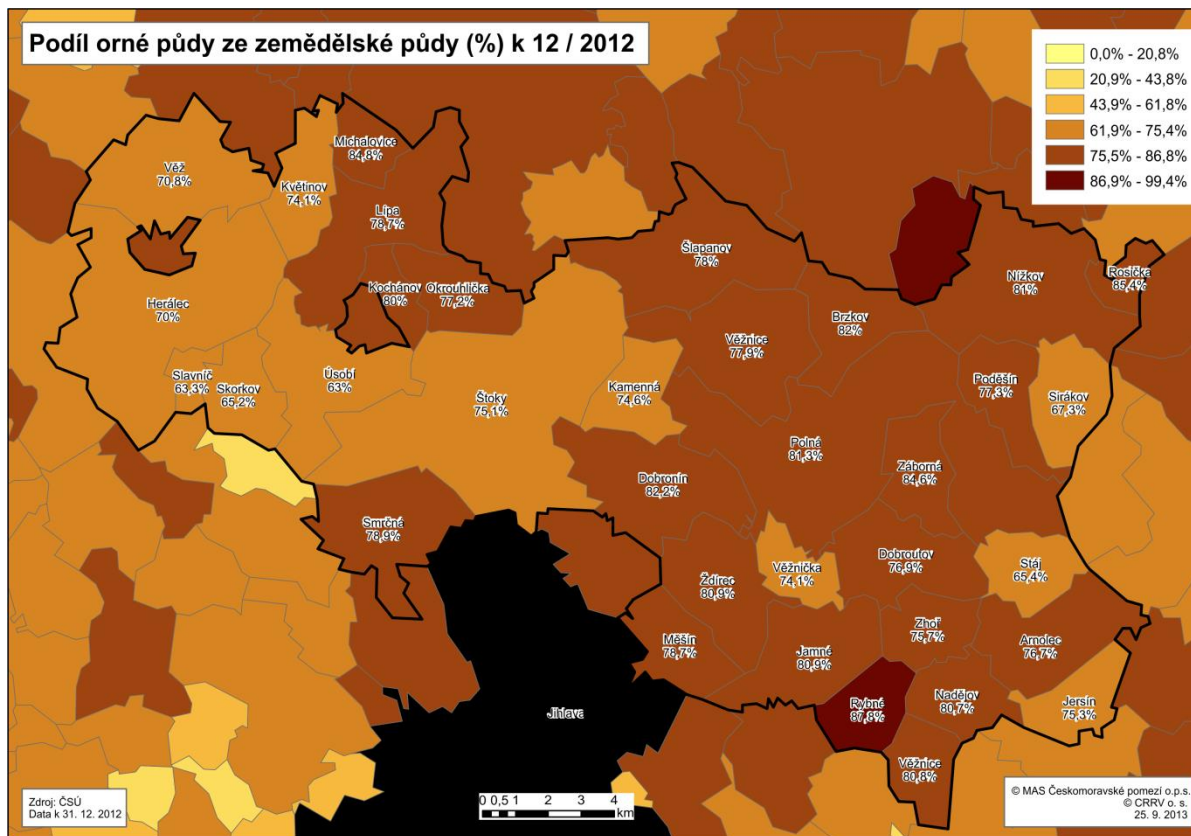 Podíl orné půdy ze zemědělské půdy (%) k 12 / 2012
0,0% - 20,8%
20,9% - 43,8%
43,9% - 61,8%
61,9% - 75,4%
75,5% - 86,8%
86,9% - 99,4%
Michalovice
84,8%
Věž
70,8%
Květinov
74,1%
Lípa
78,7%
Šlapanov
78%
Nížkov
81%
Rosička
85,4%
Kochánov
80%
Okrouhlička
77,2%
Herálec
70%
Brzkov
82%
Věžnice
77,9%
Slavníč
63,3%
Skorkov
65,2%
Úsobí
63%
Štoky
75,1%
Kamenná
74,6%
Poděšín
77,3%
Sirákov
67,3%
Polná
81,3%
Dobronín
82,2%
Záborná
84,6%
Smrčná
78,9%
Ždírec
80,9%
Věžnička
74,1%
Dobroutov
76,9%
Stáj
65,4%
Zhoř
75,7%
Arnolec
76,7%
Měšín
78,7%
Jamné
80,9%
Rybné
87,8%
Nadějov
80,7%
Jersín
75,3%
Jihlava
Věžnice
80,8%
Zdroj: ČSÚ
Data k 31. 12. 2012
0 0,5 1 2 3 4
km
© MAS Českomoravské pomezí o.p.s.
© CRRV o. s.
25. 9. 2013